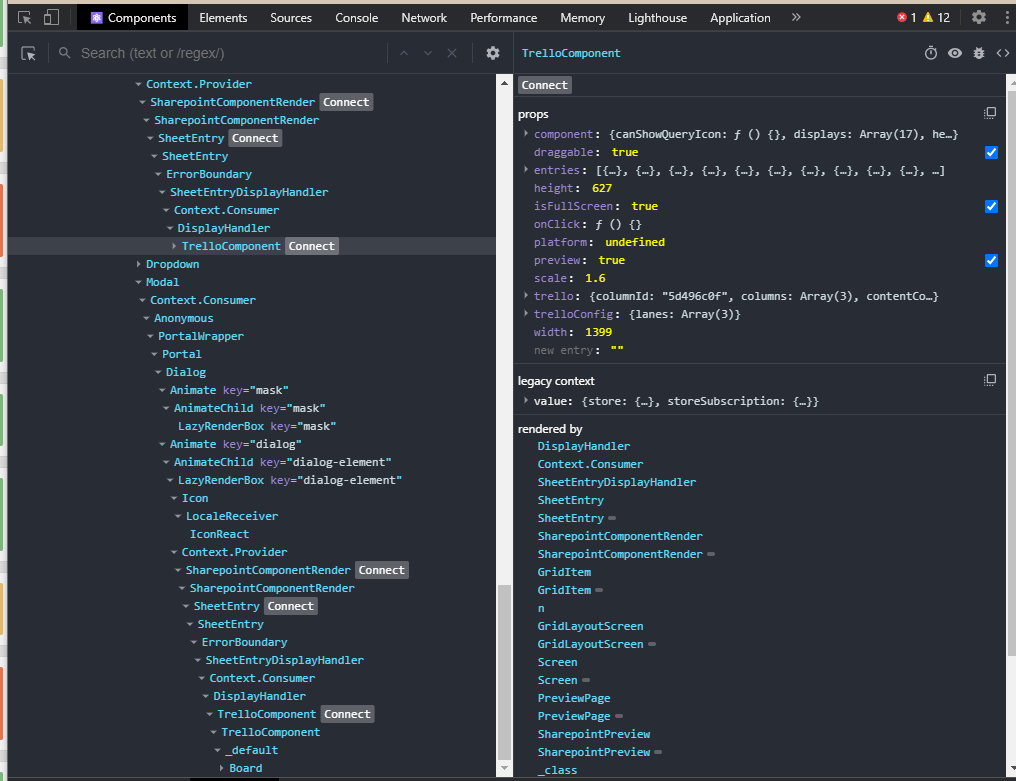 Components Elements Sources Console Network Performance Memory Lighthouse Application » 1 12
Search (text or /regex/)
Context.Provider
SharepointComponentRender Connect
SharepointComponentRender
SheetEntry Connect
SheetEntry
ErrorBoundary
SheetEntryDisplayHandler
Context.Consumer
DisplayHandler
TrelloComponent Connect
Dropdown
Modal
Context.Consumer
Anonymous
PortalWrapper
Portal
Dialog
Animate key="mask"
AnimateChild key="mask"
LazyRenderBox key="mask"
Animate key="dialog"
AnimateChild key="dialog-element"
LazyRenderBox key="dialog-element"
Icon
LocaleReceiver
IconReact
Context.Provider
SharepointComponentRender Connect
SharepointComponentRender
SheetEntry Connect
SheetEntry
ErrorBoundary
SheetEntryDisplayHandler
Context.Consumer
DisplayHandler
TrelloComponent Connect
TrelloComponent
_default
Board
TrelloComponent
Connect
props
component: {canShowQueryIcon: ƒ () {}, displays: Array(17), he…}
draggable: true
entries: [{…}, {…}, {…}, {…}, {…}, {…}, {…}, {…}, {…}, {…}, …]
height: 627
isFullScreen: true
onClick: ƒ () {}
platform: undefined
preview: true
scale: 1.6
trello: {columnId: "5d496c0f", columns: Array(3), contentCo…}
trelloConfig: {lanes: Array(3)}
width: 1399
new entry: ""
legacy context
value: {store: {…}, storeSubscription: {…}}
rendered by
DisplayHandler
Context.Consumer
SheetEntryDisplayHandler
SheetEntry
SheetEntry
SharepointComponentRender
SharepointComponentRender
GridItem
GridItem
n
GridLayoutScreen
GridLayoutScreen
Screen
Screen
PreviewPage
PreviewPage
SharepointPreview
SharepointPreview
_class